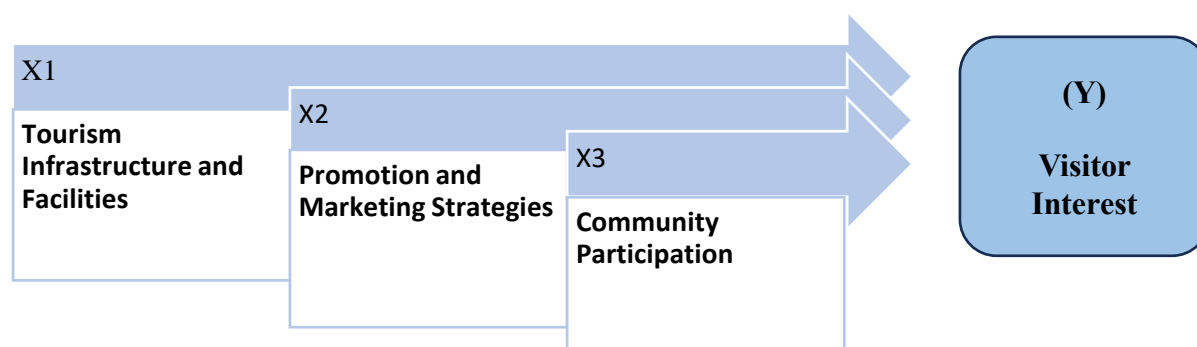 X1
Tourism
Infrastructure and
Facilities
X2
Promotion and
Marketing Strategies
X3
Community
Participation
(Y)
Visitor
Interest